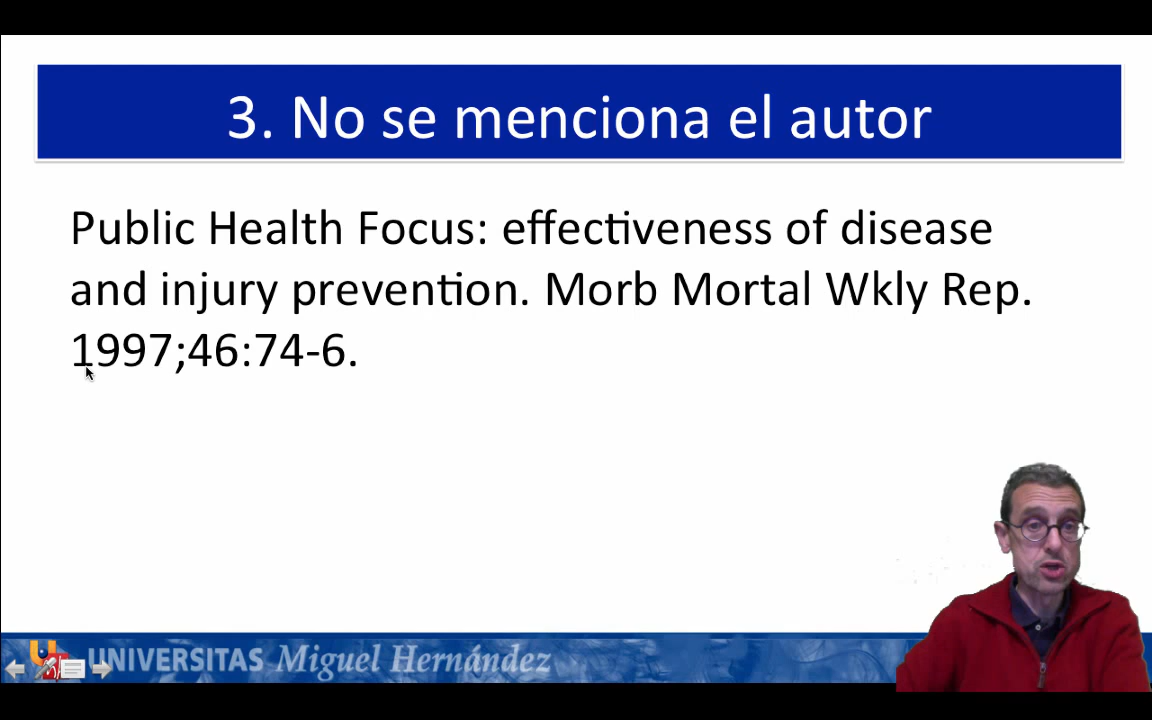 3. No se menciona el autor
Public Health Focus: effectiveness of disease
and injury prevention. Morb Mortal Wkly Rep.
1997;46:74-6.
UNIVERSITAS Miguel Hernández